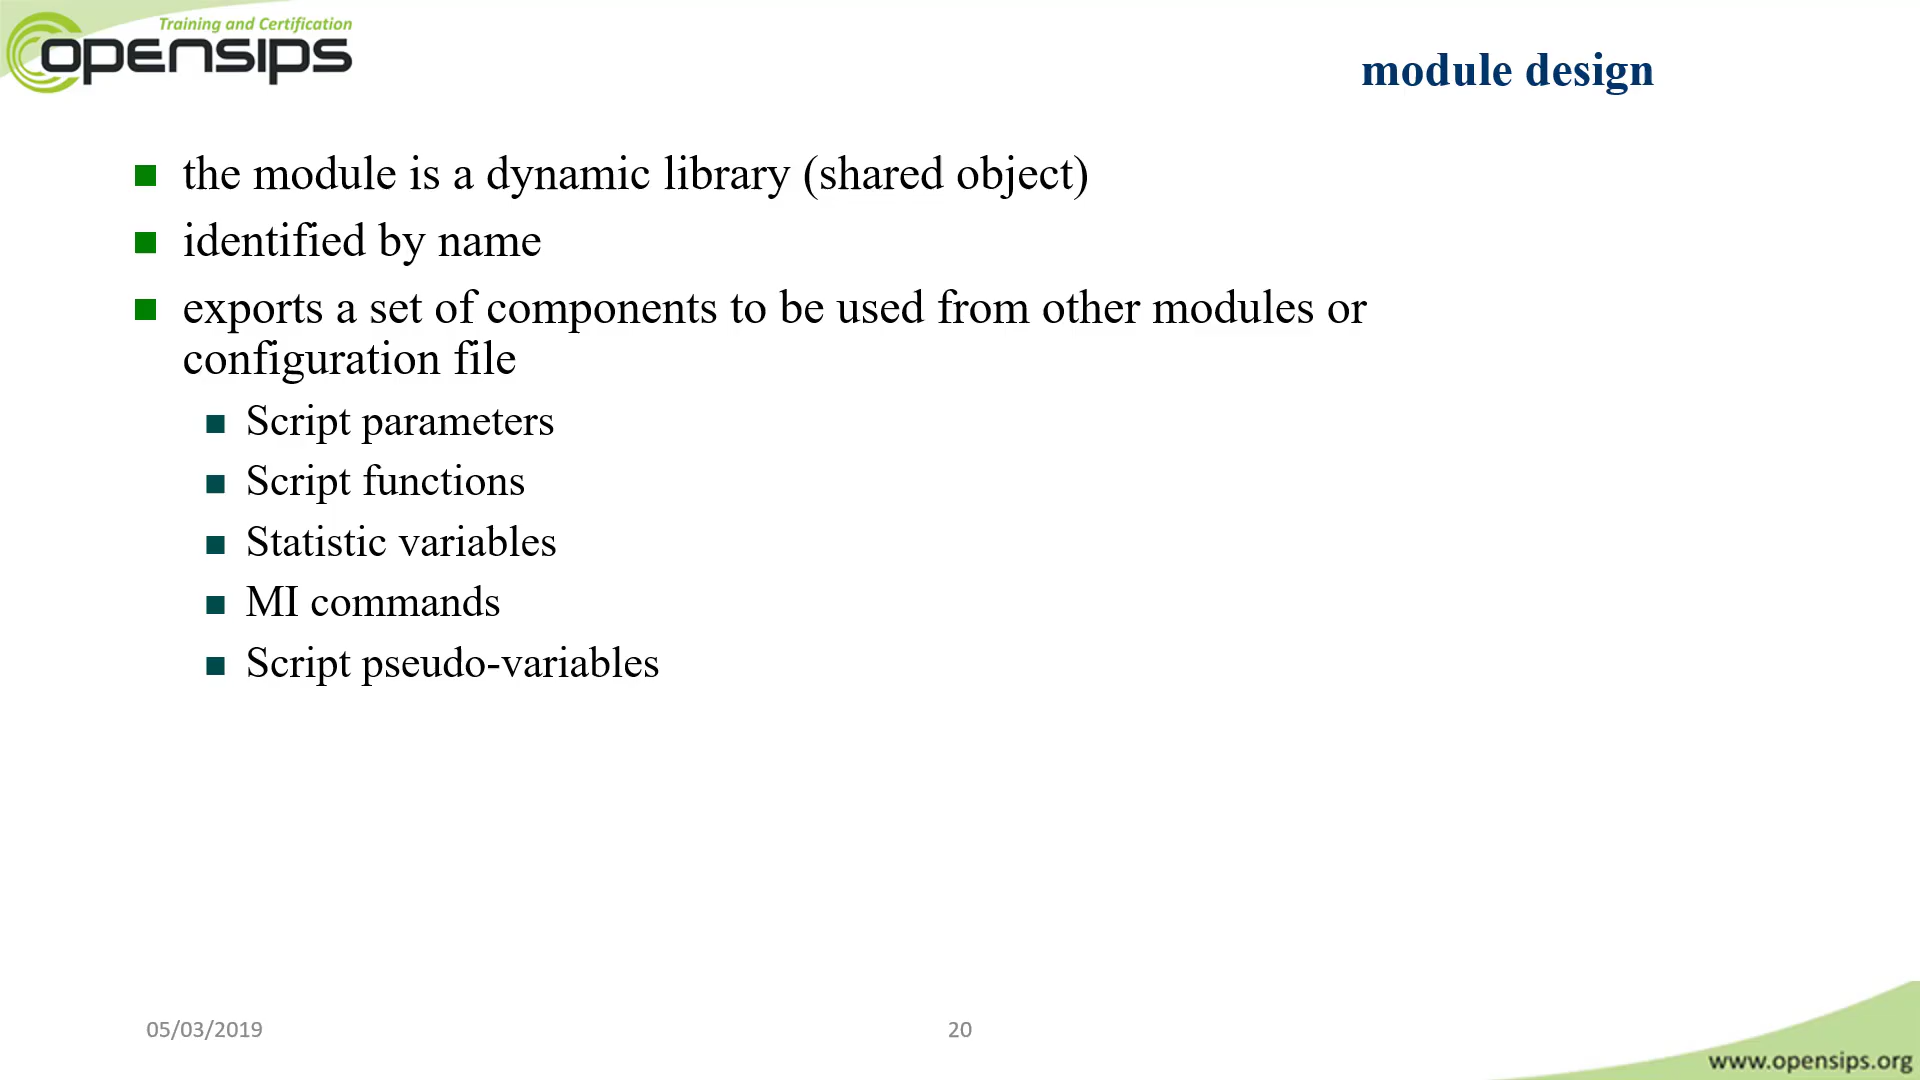 Training and Certification
opensips
module design
the module is a dynamic library (shared object)
identified by name
exports a set of components to be used from other modules or
configuration file
Script parameters
Script functions
Statistic variables
MI commands
Script pseudo-variables
05/03/2019
20
www.opensips.org